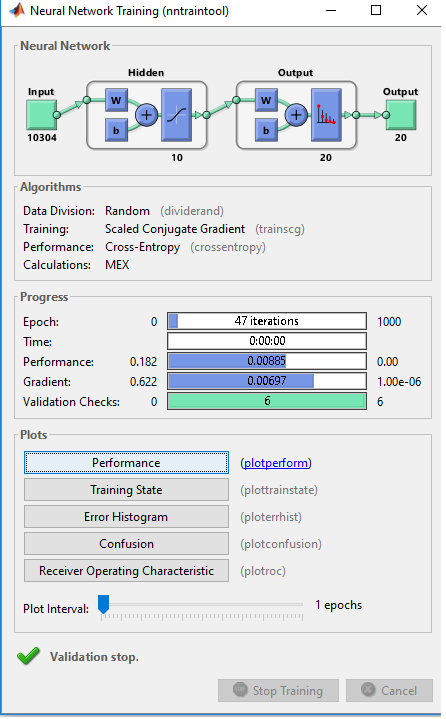 Neural Network Training (nntraintool)
Neural Network
Hidden
Output
Input
W
b
+
W
b
+
Output
10304
10
20
20
Algorithms
Data Division: Random (dividerand)
Training: Scaled Conjugate Gradient (trainscg)
Performance: Cross-Entropy (crossentropy)
Calculations: MEX
Progress
Epoch: 0 47 iterations 1000
Time: 0:00:00
Performance: 0.182 0.00885 0.00
Gradient: 0.622 0.00697 1.00e-06
Validation Checks: 0 6 6
Plots
Performance (plotperform)
Training State (plottrainstate)
Error Histogram (ploterrhist)
Confusion (plotconfusion)
Receiver Operating Characteristic (plotroc)
Plot Interval: 1 epochs
Validation stop.
Stop Training Cancel